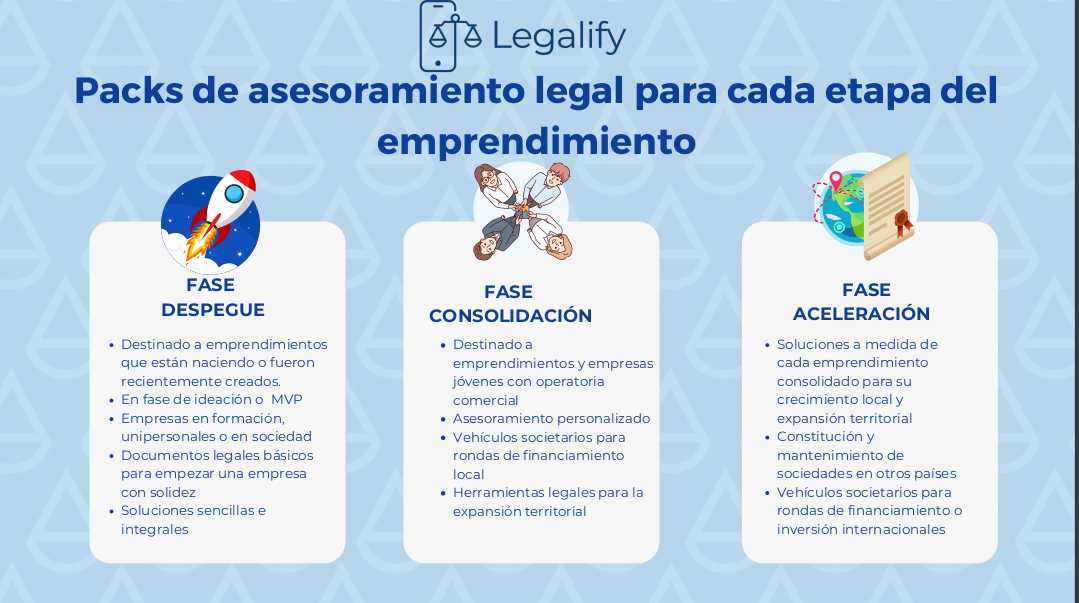 Legalify
Packs de asesoramiento legal para cada etapa del
emprendimiento
FASE
DESPEGUE
• Destinado a emprendimientos
que están naciendo o fueron
recientemente creados.
• En fase de ideación o  MVP
• Empresas en formación,
unipersonales o en sociedad
• Documentos legales básicos
para empezar una empresa
con solidez
• Soluciones sencillas e
integrales
FASE
CONSOLIDACIÓN
• Destinado a
emprendimientos y empresas
jóvenes con operatoria
comercial
• Asesoramiento personalizado
• Vehículos societarios para
rondas de financiamiento
local
• Herramientas legales para la
expansión territorial
FASE
ACELERACIÓN
• Soluciones a medida de
cada emprendimiento
consolidado para su
crecimiento local y
expansión territorial
• Constitución y
mantenimiento de
sociedades en otros países
• Vehículos societarios para
rondas de financiamiento o
inversión internacionales